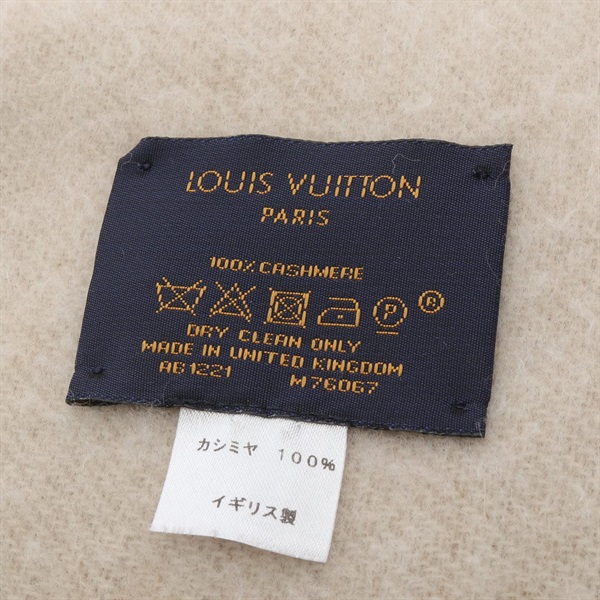 LOUIS VUITTON
PARIS
100% CASHMERE
P ®
DRY CLEAN ONLY
MADE IN UNITED KINGDOM
AB1221 M76067
カシミヤ 100%
イギリス製